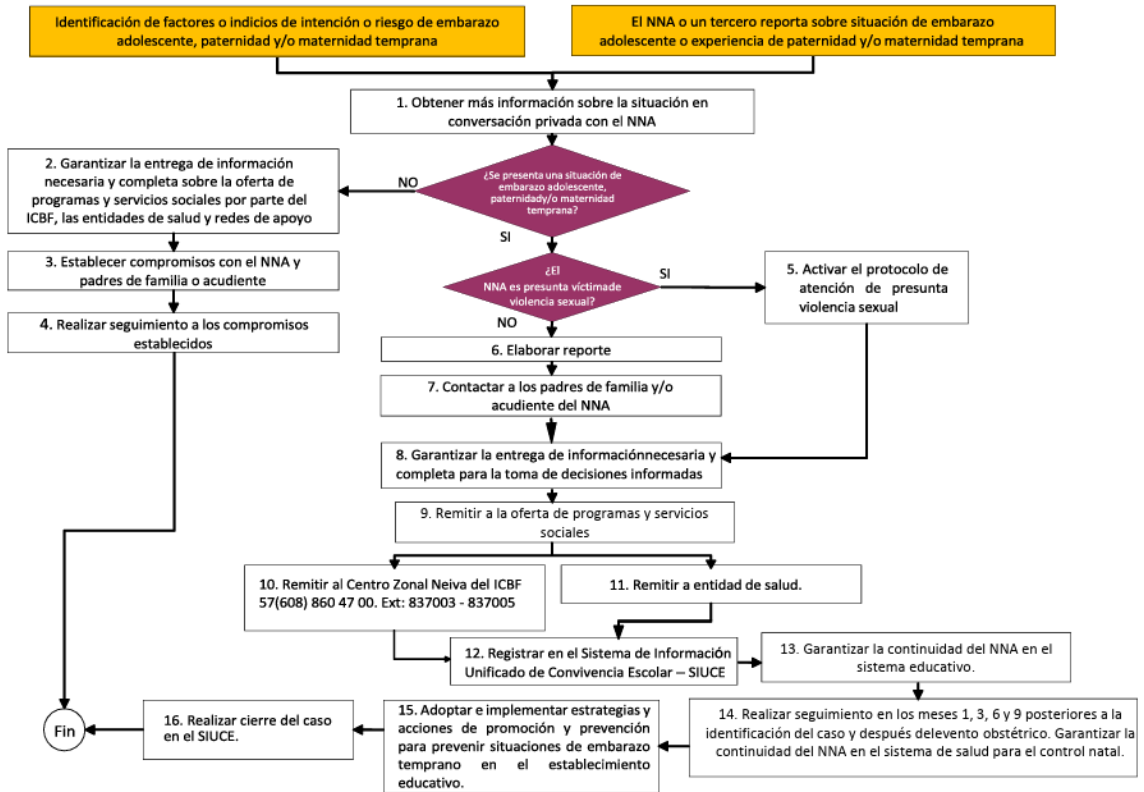 Identificación de factores o indicios de intención o riesgo de embarazo
adolescente, paternidad y/o maternidad temprana
El NNA o un tercero reporta sobre situación de embarazo
adolescente o experiencia de paternidad y/o maternidad temprana
1. Obtener más información sobre la situación en
conversación privada con el NNA
¿Se presenta una situación de
embarazo adolescente,
paternidady/o maternidad
temprana?
NO
SI
2. Garantizar la entrega de información
necesaria y completa sobre la oferta de
programas y servicios sociales por parte del
ICBF, las entidades de salud y redes de apoyo
3. Establecer compromisos con el NNA y
padres de familia o acudiente
4. Realizar seguimiento a los compromisos
establecidos
¿El
NNA es presunta víctimade
violencia sexual?
SI
NO
5. Activar el protocolo de
atención de presunta
violencia sexual
6. Elaborar reporte
7. Contactar a los padres de familia y/o
acudiente del NNA
8. Garantizar la entrega de informaciónnecesaria y
completa para la toma de decisiones informadas
9. Remitir a la oferta de programas y servicios
sociales
10. Remitir al Centro Zonal Neiva del ICBF
57(608) 860 47 00. Ext: 837003 - 837005
11. Remitir a entidad de salud.
12. Registrar en el Sistema de Información
Unificado de Convivencia Escolar – SIUCE
13. Garantizar la continuidad del NNA en el
sistema educativo.
14. Realizar seguimiento en los meses 1, 3, 6 y 9 posteriores a la
identificación del caso y después delevento obstétrico. Garantizar la
continuidad del NNA en el sistema de salud para el control natal.
15. Adoptar e implementar estrategias y
acciones de promoción y prevención
para prevenir situaciones de embarazo
temprano en el establecimiento
educativo.
16. Realizar cierre del caso
en el SIUCE.
Fin